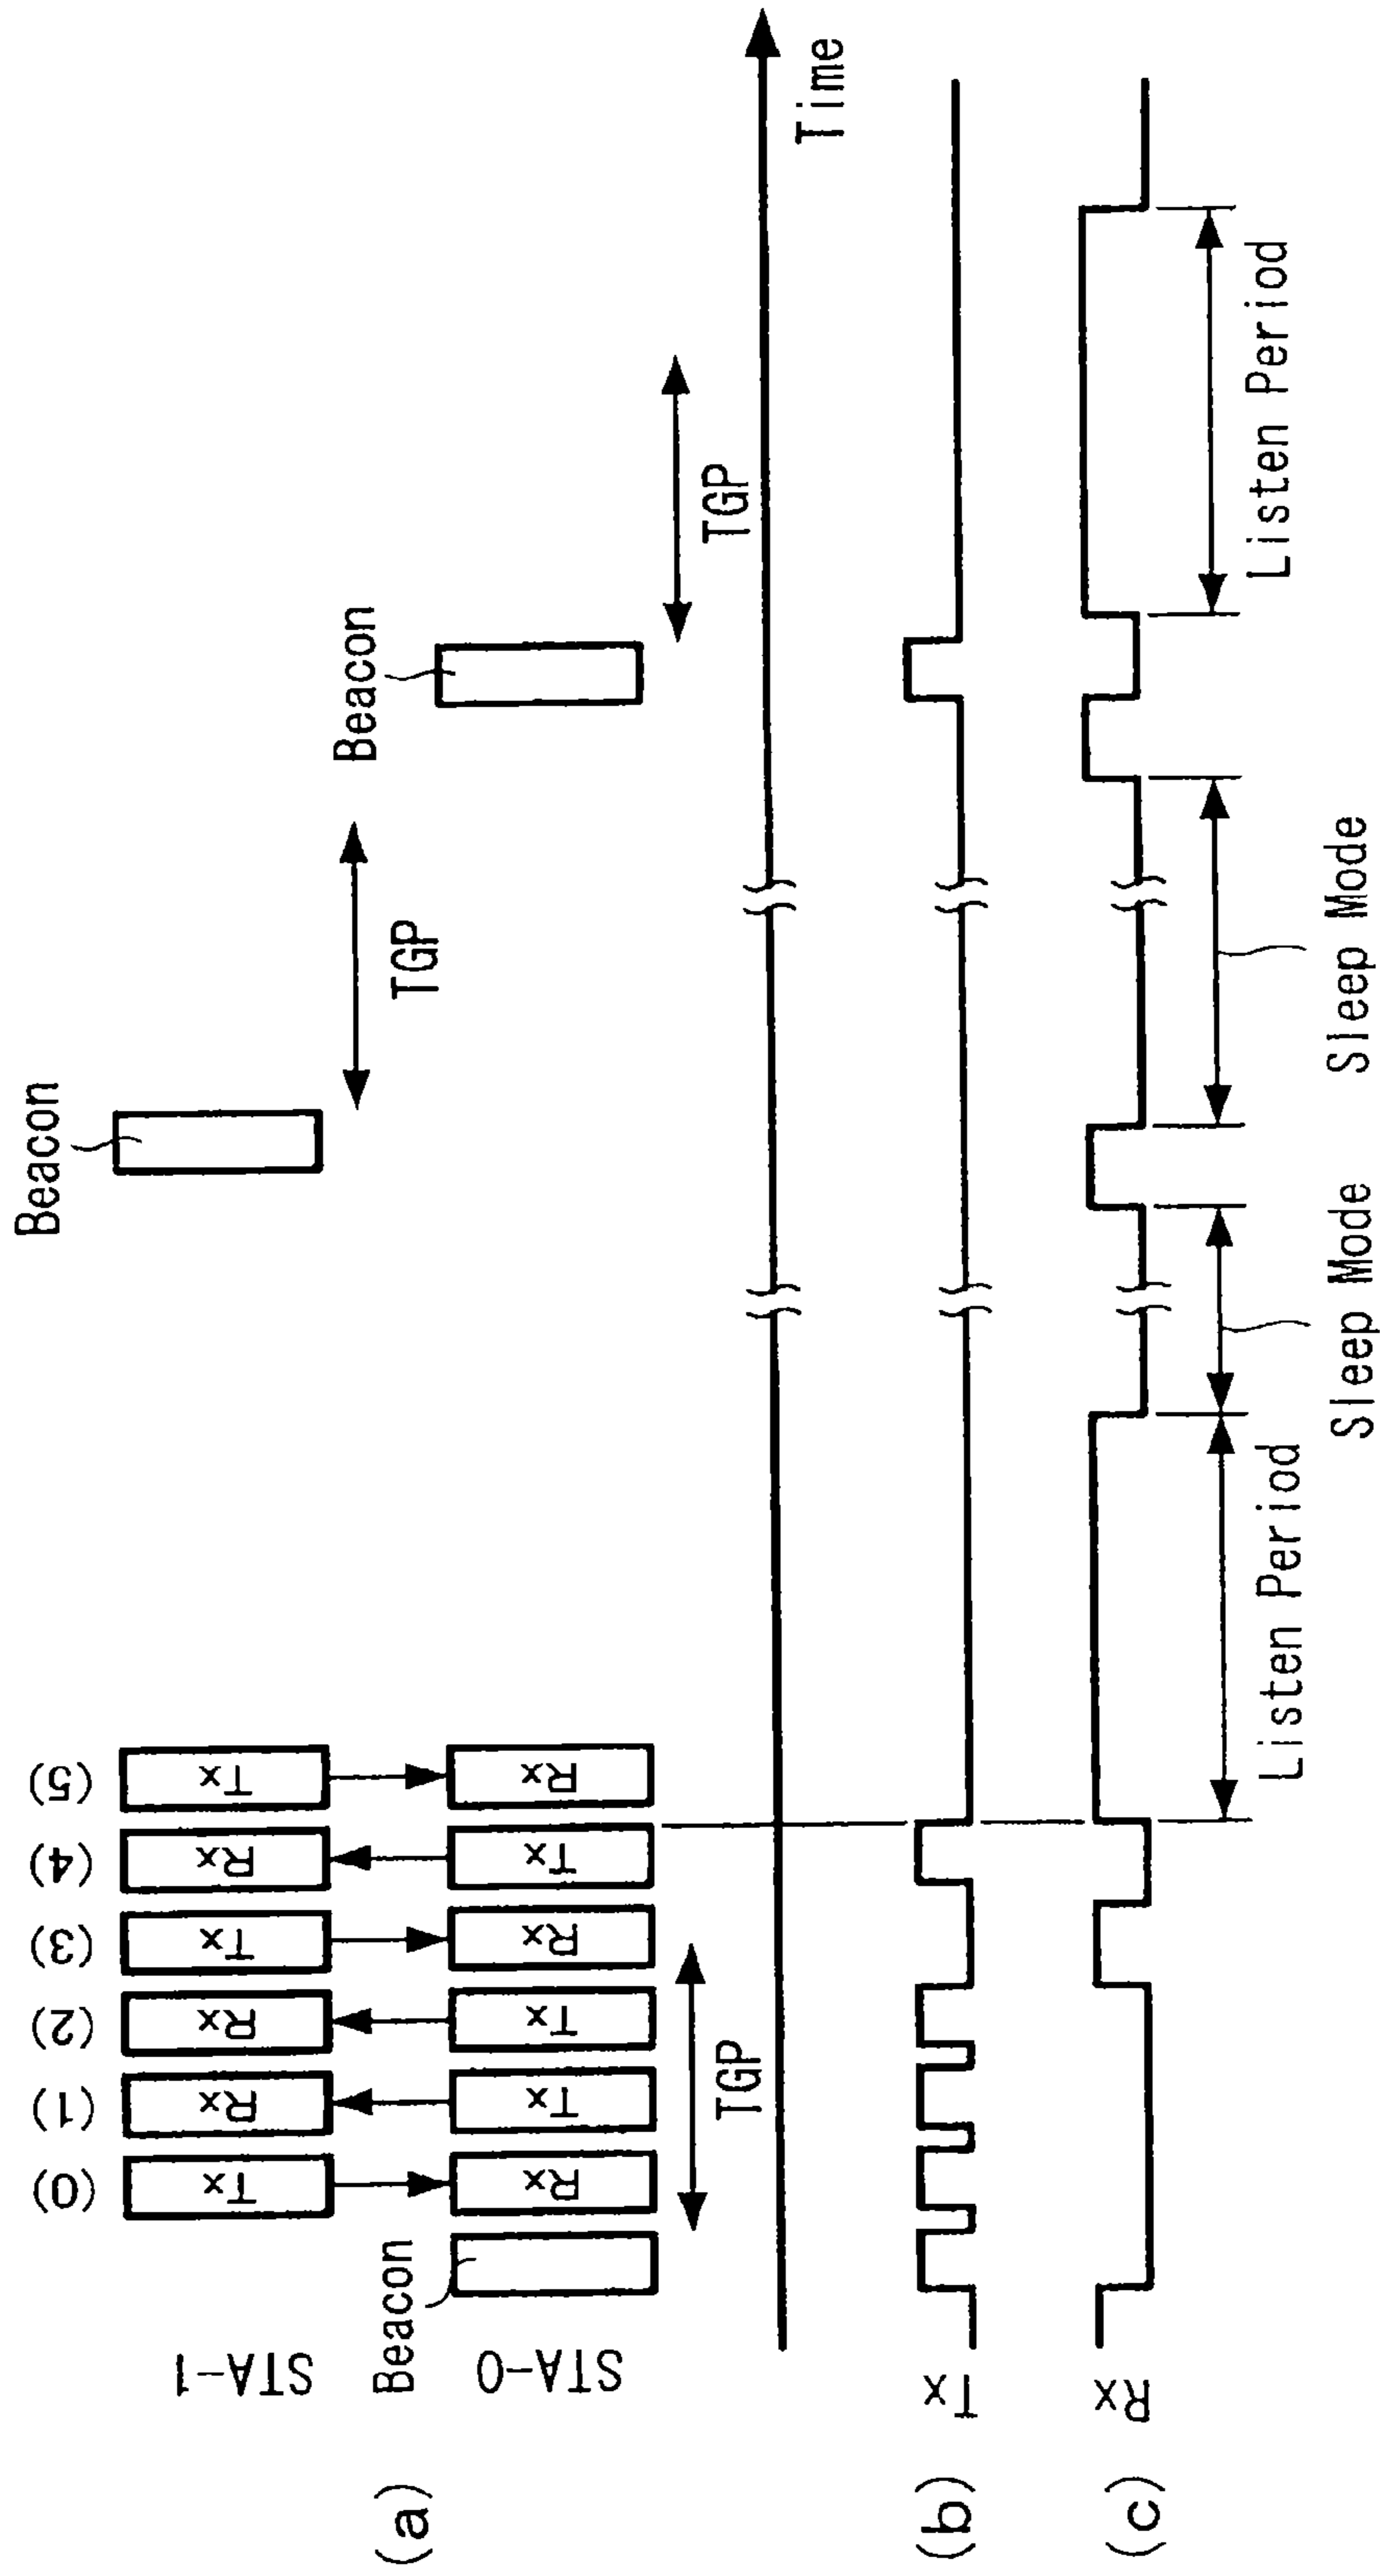 (a)
STA-1
(0)
(1)
(2)
(3)
(4)
(5)
Tx
Rx
Rx
Tx
Rx
Tx
Beacon
TGP
Beacon
STA-0
Beacon
Rx
Tx
Tx
Rx
Tx
Rx
TGP
Beacon
TGP
Time
(b)
Tx
(c)
Rx
Listen Period
Sleep Mode
Sleep Mode
Listen Period